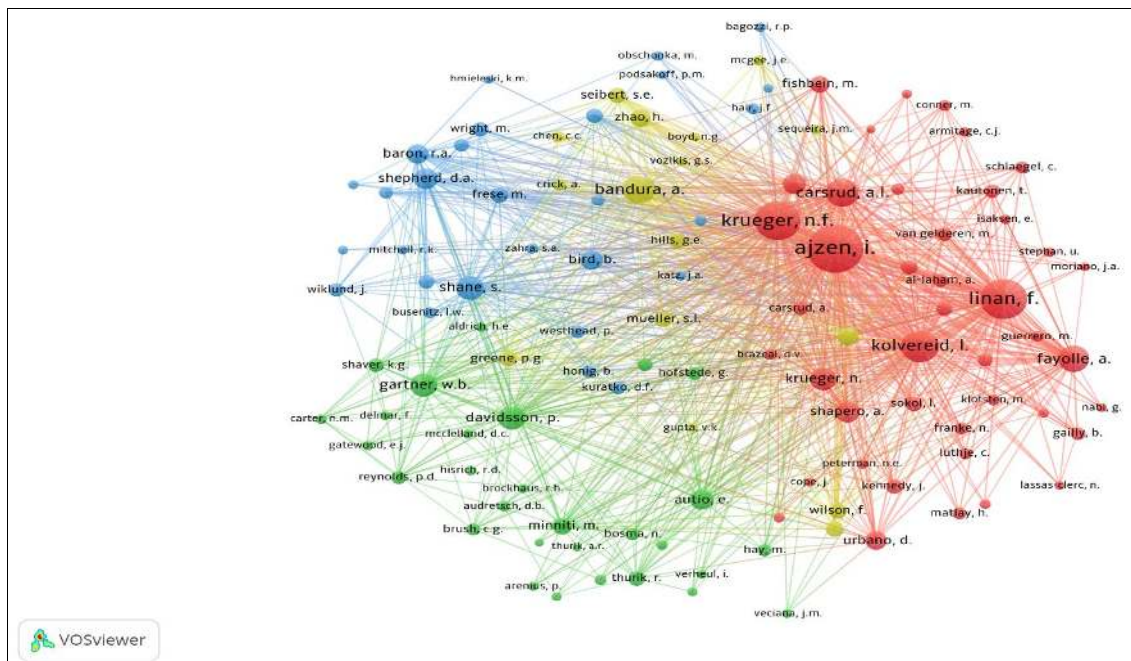 bagozzi, r.p.
obschonka, m.
mcgee, j.e.
hmieleski, k.m.
podsakoff, p.m.
fishbein, m.
seibert, s.e.
hair, j.f.
conner, m.
zhao, h.
wright, m.
chen, c.c.
boyd, n.g.
sequeira, j.m.
armitage, c.j.
baron, r.a.
vozikis, g.s.
schlaegel, c.
shepherd, d.a.
crick, a.
bandura, a.
carsrud, a.l.
kautonen, t.
frese, m.
krueger, n.f.
isaksen, e.
van gelderen, m.
mitchell, r.k.
zahra, s.a.
hills, g.e.
ajzen, i.
stephan, u.
bird, b.
moriano, j.a.
katz, j.a.
al-laham, a.
wiklund, j.
shane, s.
linan, f.
busenitz, l.w.
carsrud, a.
mueller, s.l.
aldrich, h.e.
westhead, p.
guerrero, m.
kolvereid, l.
shaver, k.g.
greene, p.g.
brazeal, d.v.
fayolle, a.
honig, b.
hofstede, g.
krueger, n.
gartner, w.b.
kuratko, d.f.
klofsten, m.
sokol, l.
shapero, a.
nabi, g.
carter, n.m.
delmar, f.
davidsson, p.
gupta, v.k.
franke, n.
gailly, b.
mcclelland, d.c.
gatewood, e.j.
luthje, c.
hisrich, r.d.
peterman, n.e.
reynolds, p.d.
cope, j.
kennedy, j.
lassas clerc, n.
brockhaus, r.h.
autio, e.
audretsch, d.b.
wilson, f.
matlay, h.
brush, c.g.
minniti, m.
bosma, n.
urbano, d.
thurik, a.r.
hay, m.
arenius, p.
thurik, r.
verheul, i.
veciana, j.m.
VOSviewer